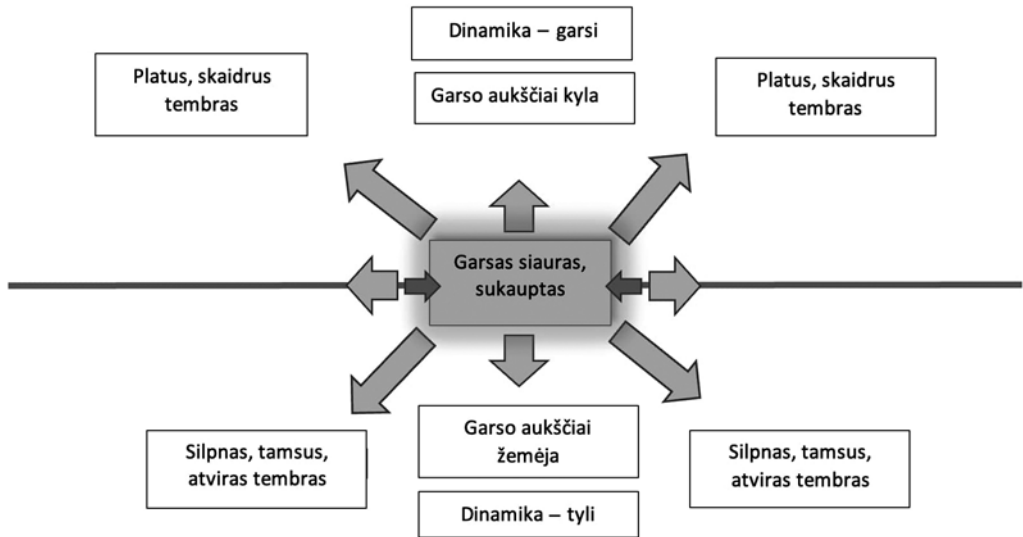 Dinamika – garsi
Platus, skaidrus
tembras
Garso aukščiai kyla
Platus, skaidrus
tembras
Garsas siauras,
sukauptas
Silpnas, tamsus,
atviras tembras
Garso aukščiai
žemėja
Silpnas, tamsus,
atviras tembras
Dinamika – tyli